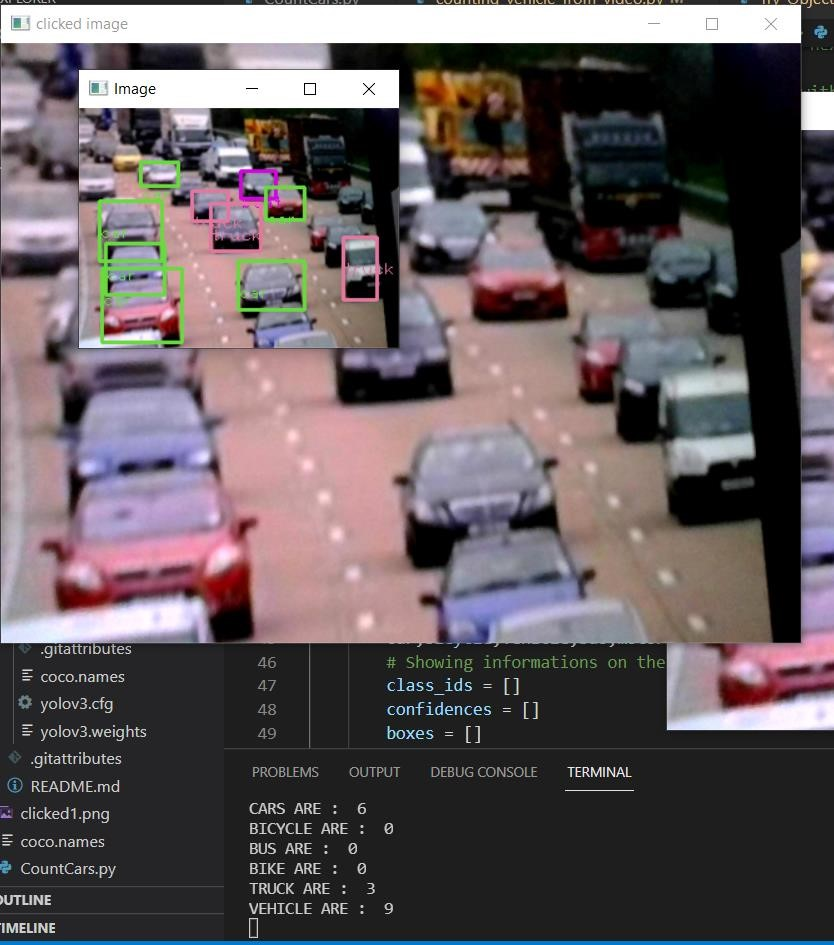 CountCars.py
counting_vehicle_from_video.py M
clicked image
Image
car
truck
truck
car
truck
car
.gitattributes
coco.names
yolov3.cfg
yolov3.weights
.gitattributes
README.md
clicked1.png
coco.names
CountCars.py
OUTLINE
TIMELINE
46 # Showing informations on the
47 class_ids = []
48 confidences = []
49 boxes = []
PROBLEMS OUTPUT DEBUG CONSOLE TERMINAL
CARS ARE : 6
BICYCLE ARE : 0
BUS ARE : 0
BIKE ARE : 0
TRUCK ARE : 3
VEHICLE ARE : 9